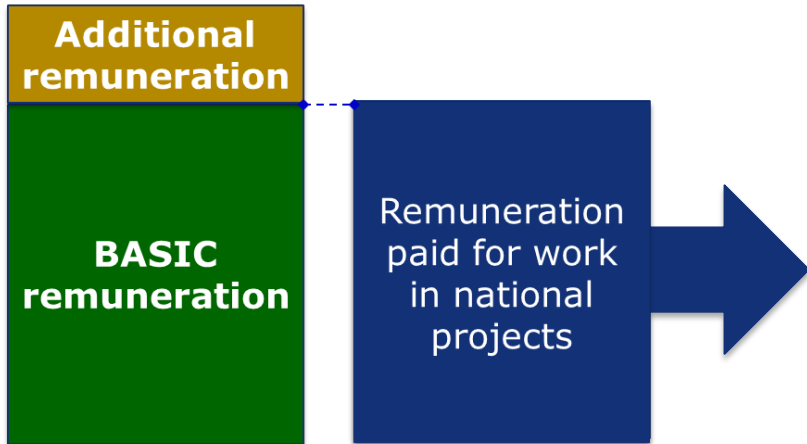 Additional
remuneration
BASIC
remuneration
Remuneration
paid for work
in national
projects